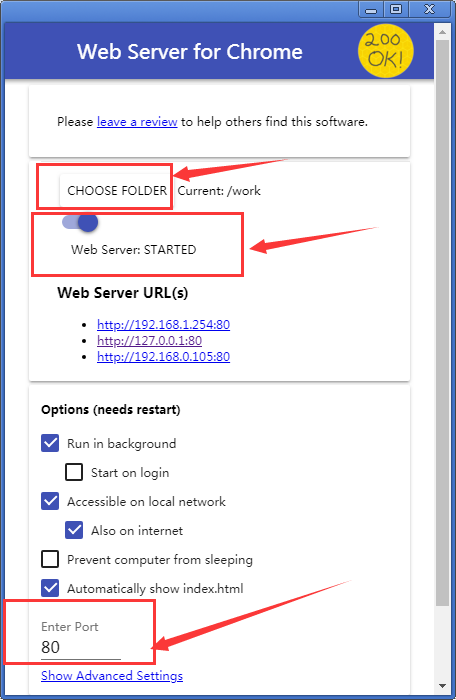 Web Server for Chrome
200
OK!
Please leave a review to help others find this software.
CHOOSE FOLDER Current: /work
Web Server: STARTED
Web Server URL(s)
http://192.168.1.254:80
http://127.0.0.1:80
http://192.168.0.105:80
Options (needs restart)
Run in background
Start on login
Accessible on local network
Also on internet
Prevent computer from sleeping
Automatically show index.html
Enter Port
80
Show Advanced Settings